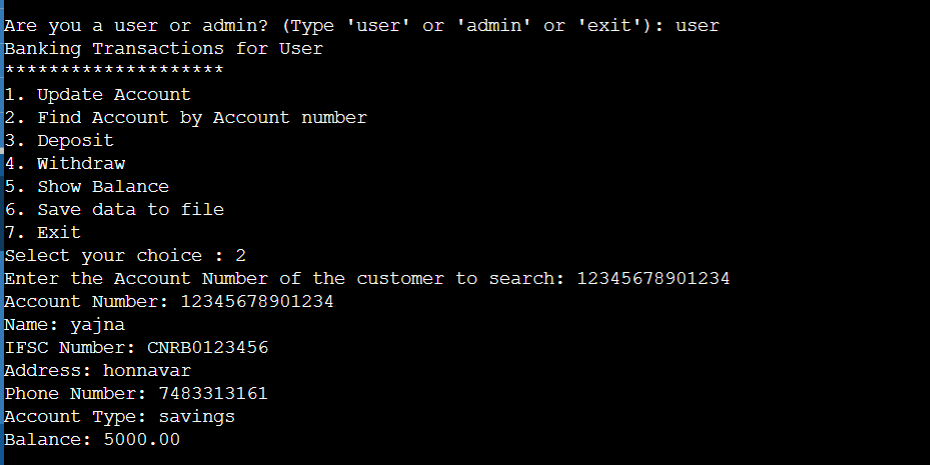 Are you a user or admin? (Type 'user' or 'admin' or 'exit'): user
Banking Transactions for User
********************
1. Update Account
2. Find Account by Account number
3. Deposit
4. Withdraw
5. Show Balance
6. Save data to file
7. Exit
Select your choice : 2
Enter the Account Number of the customer to search: 12345678901234
Account Number: 12345678901234
Name: yajna
IFSC Number: CNRB0123456
Address: honnavar
Phone Number: 7483313161
Account Type: savings
Balance: 5000.00